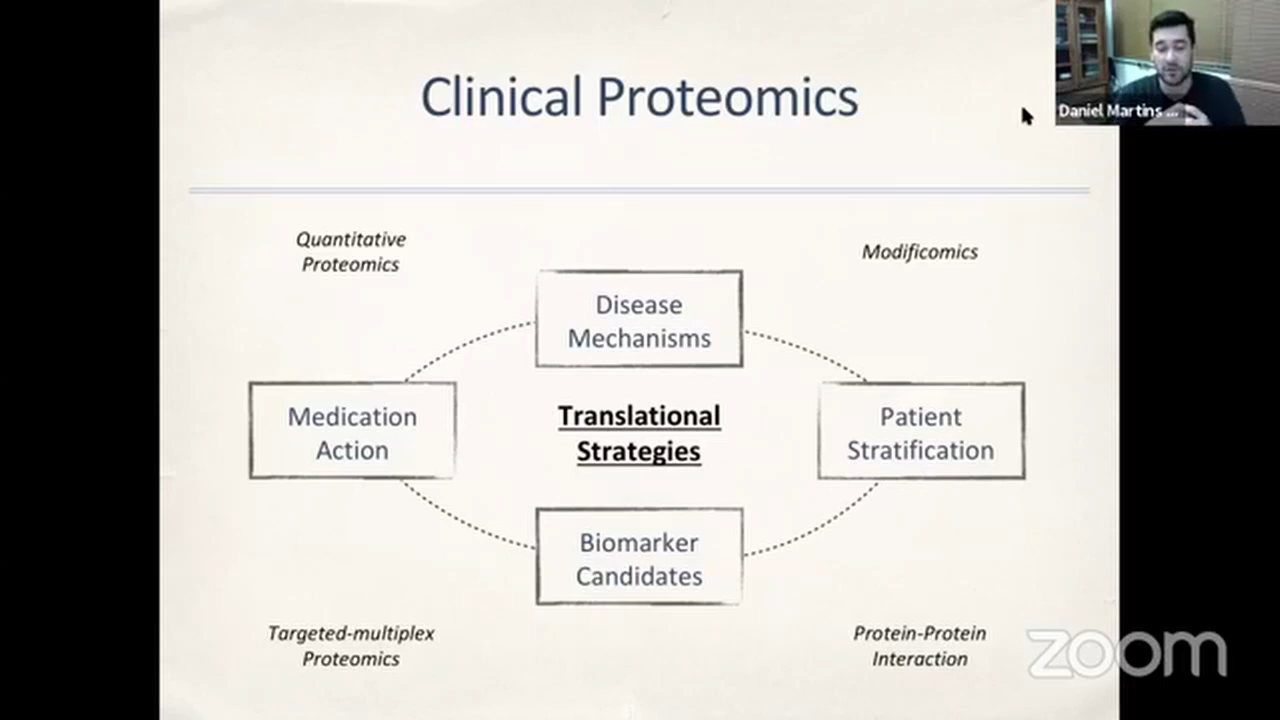 Clinical Proteomics
Daniel Martins ...
Quantitative
Proteomics
Modificomics
Disease
Mechanisms
Medication
Action
Translational
Strategies
Patient
Stratification
Biomarker
Candidates
Targeted-multiplex
Proteomics
Protein-Protein
Interaction
zoom